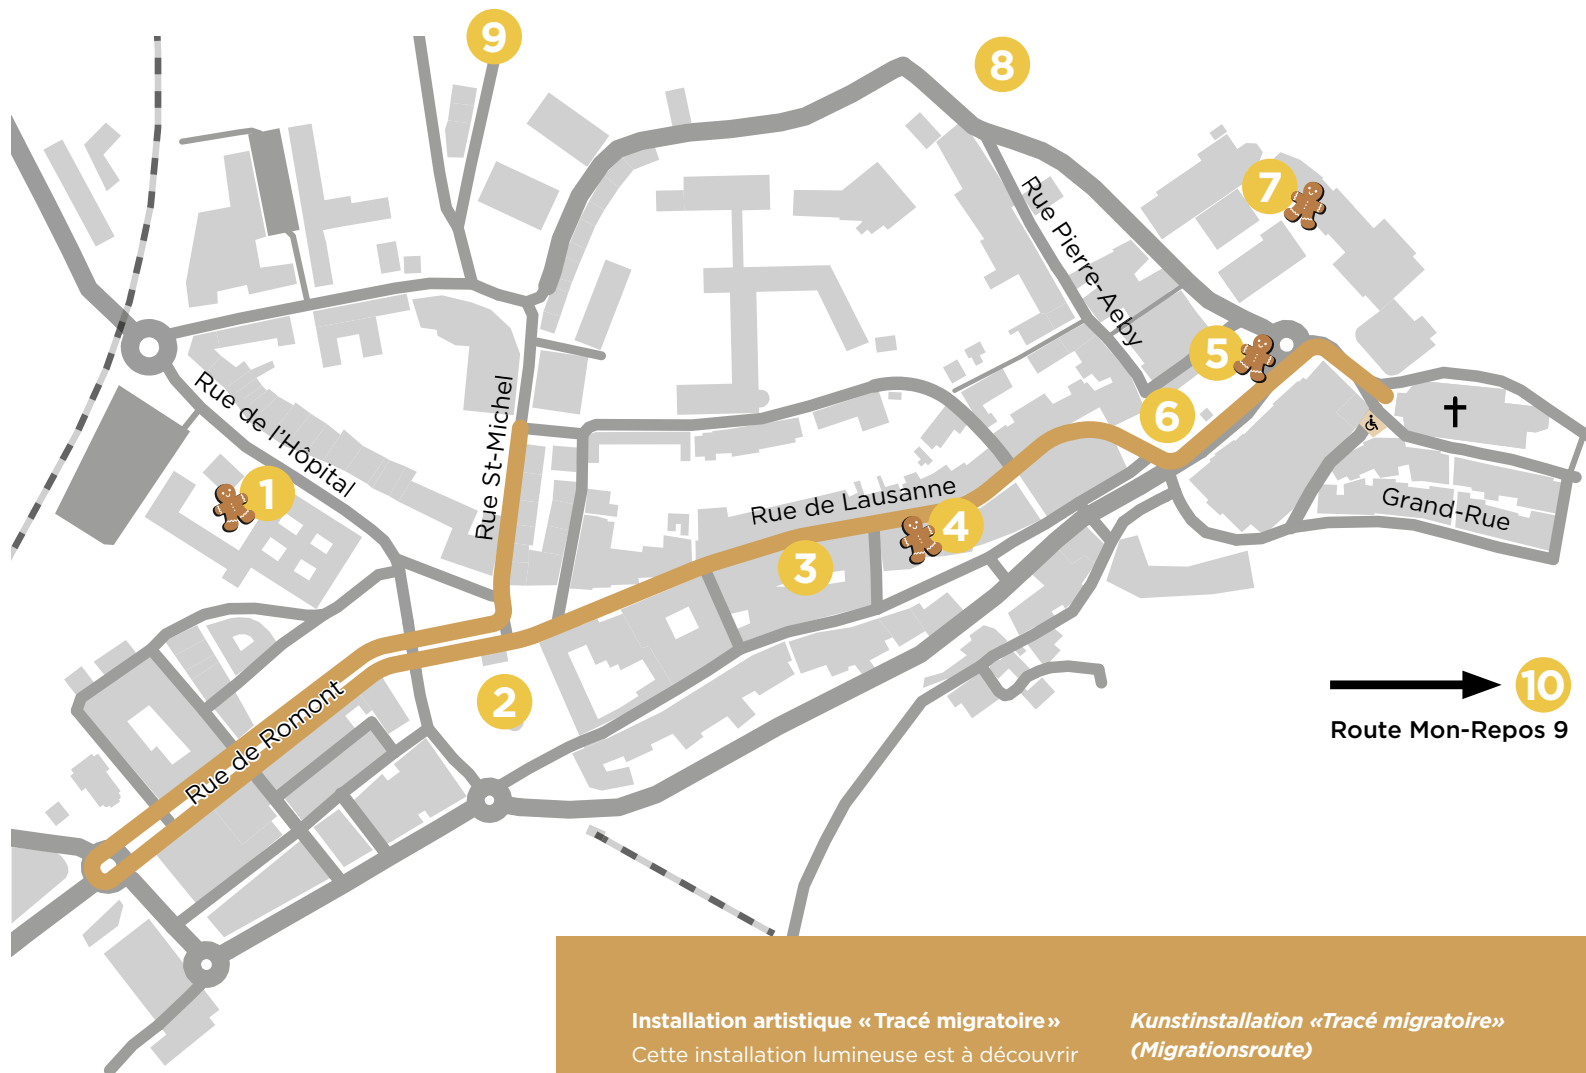 9
8
7
Rue Pierre-Aeby
5
6
Rue de l'Hôpital
Rue St-Michel
1
Rue de Lausanne
4
3
Grand-Rue
2
10
Route Mon-Repos 9
Rue de Romont
Installation artistique «Tracé migratoire»
Cette installation lumineuse est à découvrir
Kunstinstallation «Tracé migratoire»
(Migrationsroute)